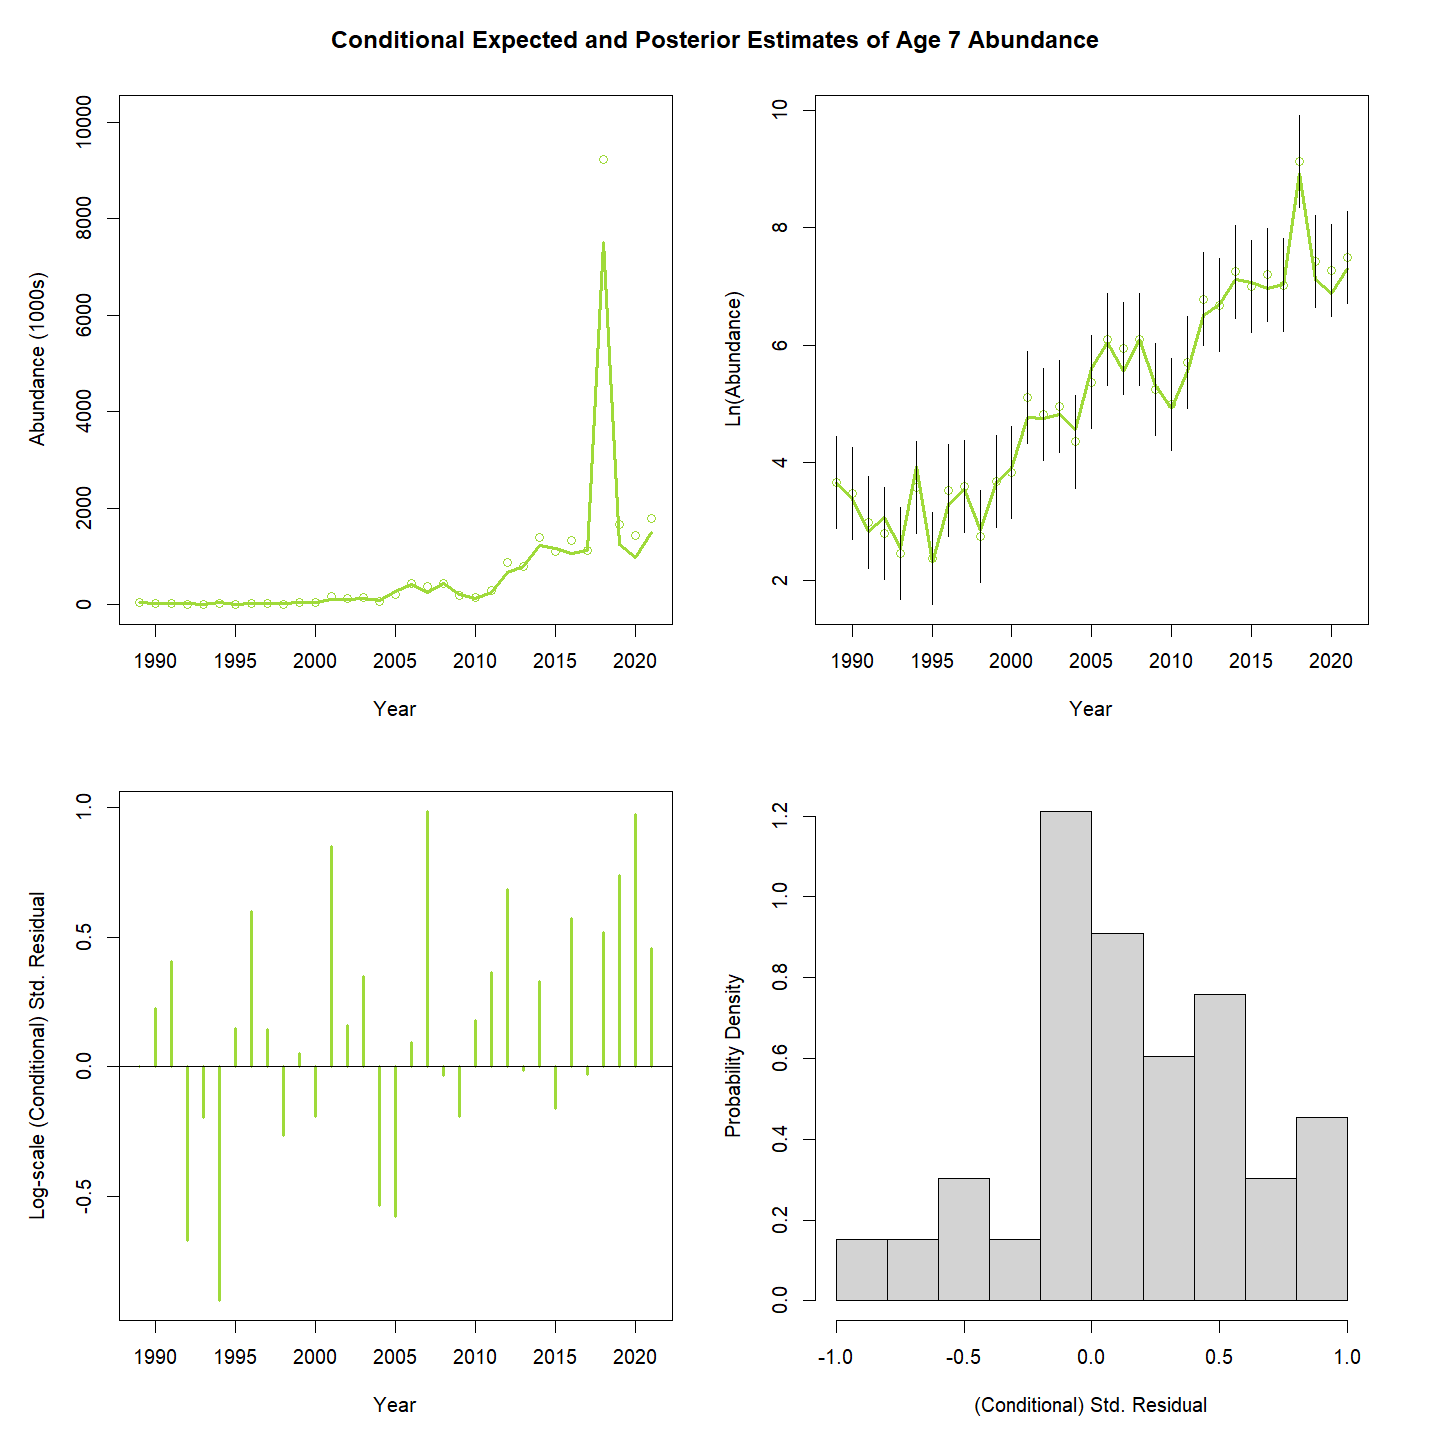 Conditional Expected and Posterior Estimates of Age 7 Abundance
Abundance (1000s)
10000
8000
6000
4000
2000
0
1990 1995 2000 2005 2010 2015 2020
Year
Ln(Abundance)
10
8
6
4
2
1990 1995 2000 2005 2010 2015 2020
Year
Log-scale (Conditional) Std. Residual
1.0
0.5
0.0
-0.5
1990 1995 2000 2005 2010 2015 2020
Year
Probability Density
1.2
1.0
0.8
0.6
0.4
0.2
0.0
-1.0 -0.5 0.0 0.5 1.0
(Conditional) Std. Residual